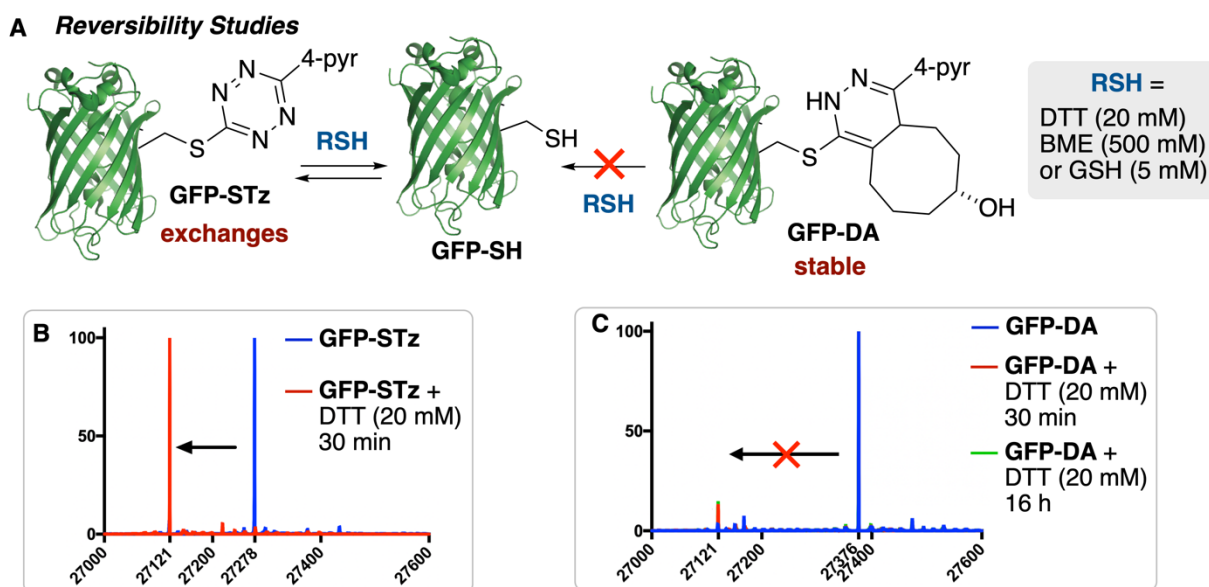 A Reversibility Studies
4-pyr
N
N
N
N
S
GFP-STz
exchanges
RSH
SH
GFP-SH
RSH
4-pyr
N
HN
S
OH
GFP-DA
stable
RSH =
DTT (20 mM)
BME (500 mM)
or GSH (5 mM)
B
100
50
0
27000
27121
27200
27278
27400
27600
GFP-STz
GFP-STz +
DTT (20 mM)
30 min
C
100
50
0
27000
27121
27200
27376
27400
27600
GFP-DA
GFP-DA +
DTT (20 mM)
30 min
GFP-DA +
DTT (20 mM)
16 h